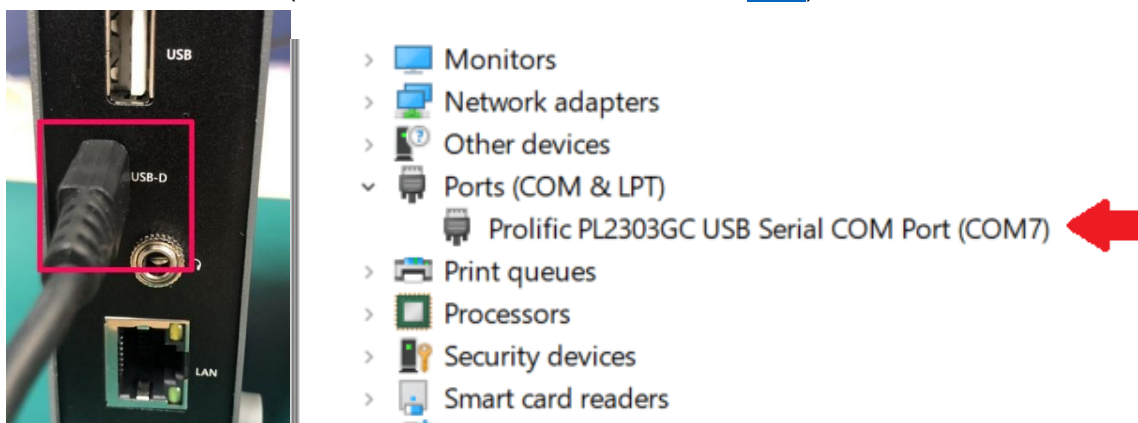 USB
USB-D
LAN
Monitors
Network adapters
Other devices
Ports (COM & LPT)
Prolific PL2303GC USB Serial COM Port (COM7)
Print queues
Processors
Security devices
Smart card readers